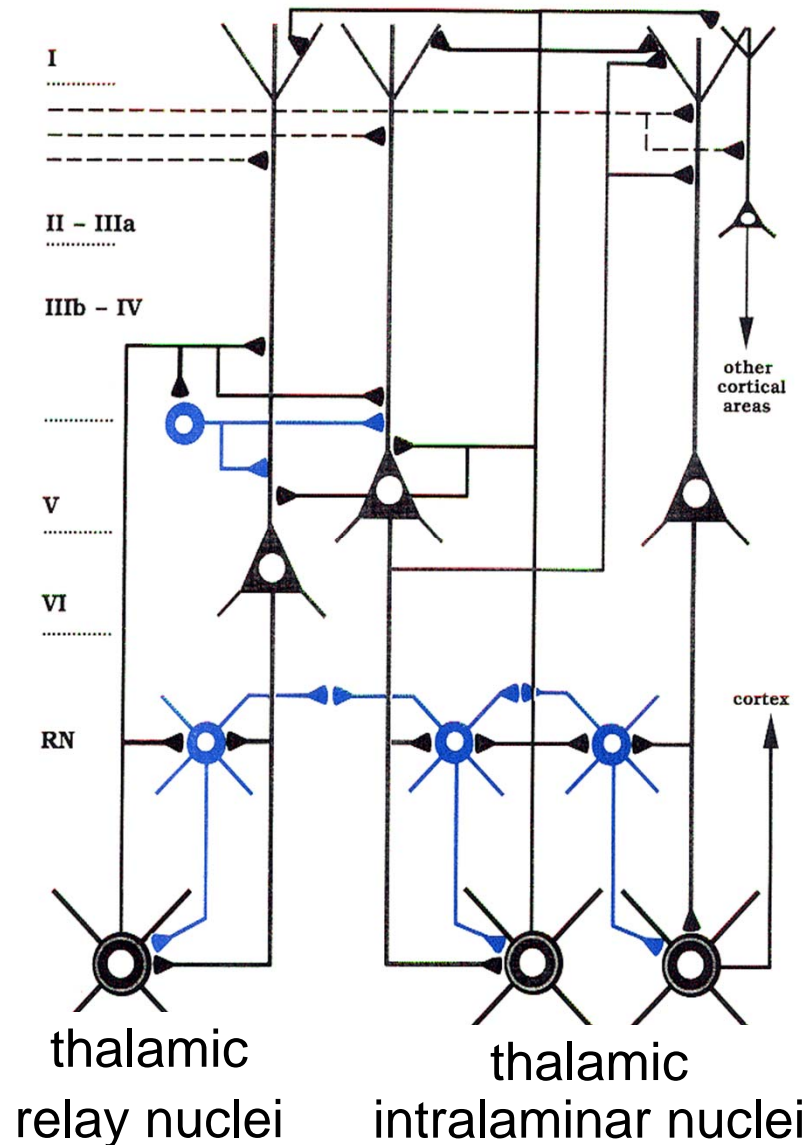 I
II – IIIa
IIIb – IV
other
cortical
areas
V
VI
cortex
RN
thalamic
relay nuclei
thalamic
intralaminar nuclei